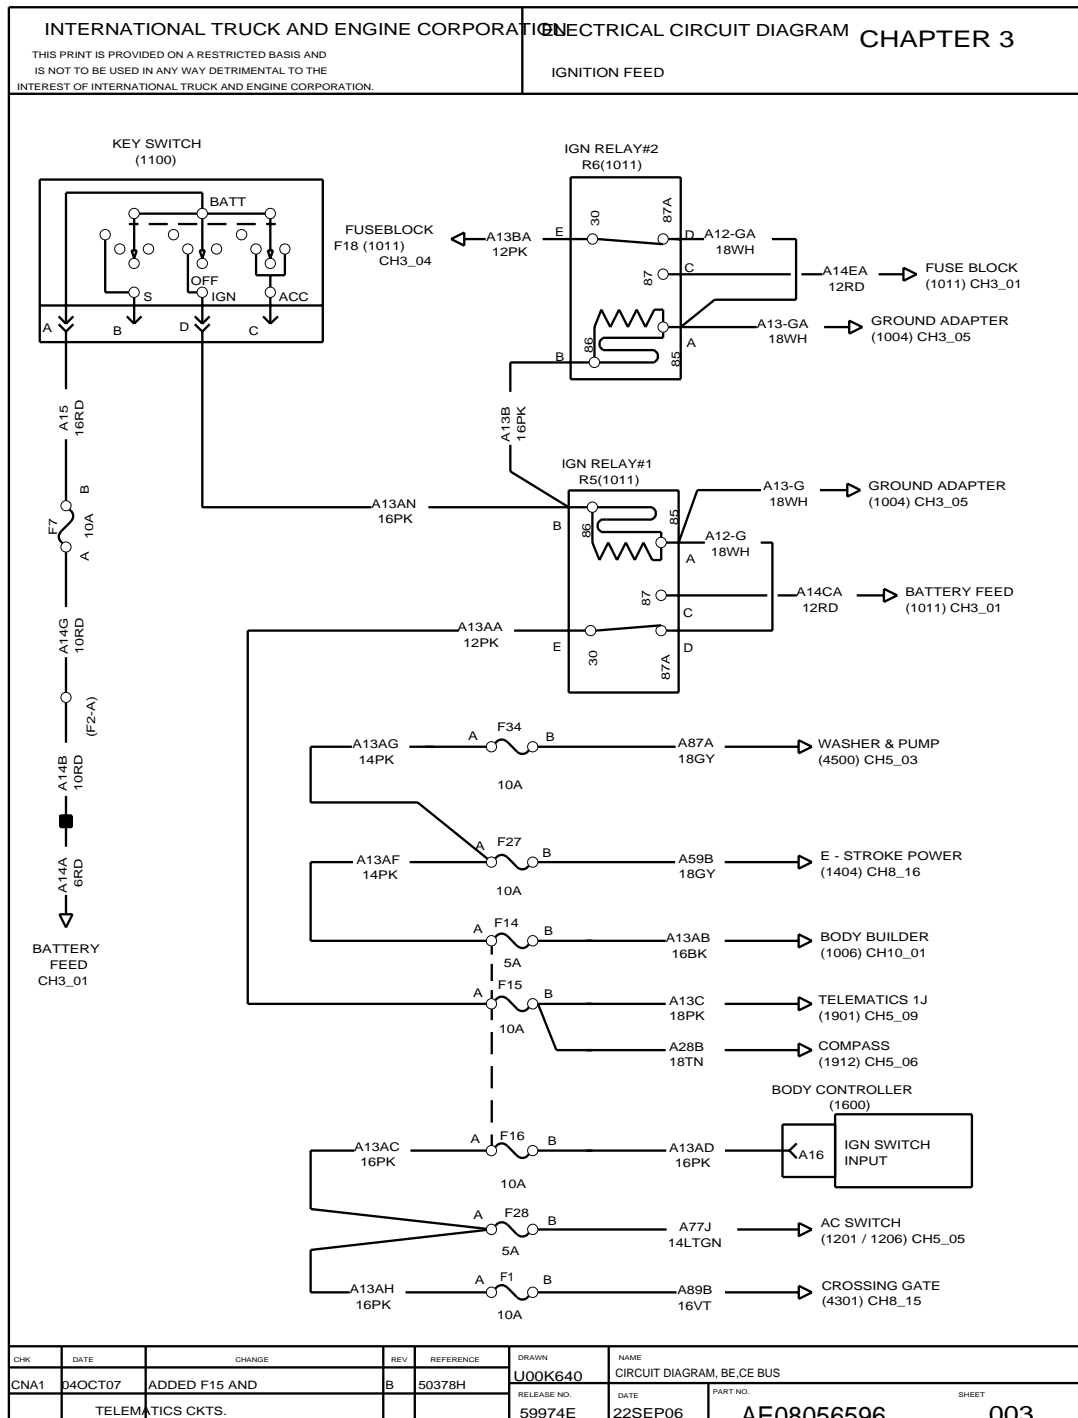 INTERNATIONAL TRUCK AND ENGINE CORPORATION
THIS PRINT IS PROVIDED ON A RESTRICTED BASIS AND
IS NOT TO BE USED IN ANY WAY DETRIMENTAL TO THE
INTEREST OF INTERNATIONAL TRUCK AND ENGINE CORPORATION.
ELECTRICAL CIRCUIT DIAGRAM
CHAPTER 3
IGNITION FEED
KEY SWITCH
(1100)
BATT
OFF
S
IGN
ACC
A
B
D
C
FUSEBLOCK
F18 (1011)
CH3_04
A13BA
12PK
IGN RELAY#2
R6(1011)
E
30
87A
D
A12-GA
18WH
87
C
A14EA
12RD
FUSE BLOCK
(1011) CH3_01
A13-GA
18WH
GROUND ADAPTER
(1004) CH3_05
B
86
85
A
A15
16RD
A13B
16PK
B
F7
10A
A
A13AN
16PK
IGN RELAY#1
R5(1011)
B
86
85
A13-G
18WH
GROUND ADAPTER
(1004) CH3_05
A12-G
18WH
A
87
C
A14CA
12RD
BATTERY FEED
(1011) CH3_01
A13AA
12PK
E
30
87A
D
A14G
10RD
(F2-A)
A14B
10RD
A14A
6RD
BATTERY
FEED
CH3_01
A13AG
14PK
A
F34
B
10A
A87A
18GY
WASHER & PUMP
(4500) CH5_03
A13AF
14PK
A
F27
B
10A
A59B
18GY
E - STROKE POWER
(1404) CH8_16
A
F14
B
5A
A13AB
16BK
BODY BUILDER
(1006) CH10_01
A
F15
B
10A
A13C
18PK
TELEMATICS 1J
(1901) CH5_09
A28B
18TN
COMPASS
(1912) CH5_06
BODY CONTROLLER
(1600)
A13AC
16PK
A
F16
B
10A
A13AD
16PK
A16
IGN SWITCH
INPUT
A
F28
B
5A
A77J
14LTGN
AC SWITCH
(1201 / 1206) CH5_05
A13AH
16PK
A
F1
B
10A
A89B
16VT
CROSSING GATE
(4301) CH8_15
CHK DATE CHANGE REV REFERENCE
CNA1 04OCT07 ADDED F15 AND B 50378H
TELEMATICS CKTS.
DRAWN
U00K640
NAME
CIRCUIT DIAGRAM, BE,CE BUS
RELEASE NO.
59974E
DATE
22SEP06
PART NO.
AE08056596
SHEET
003